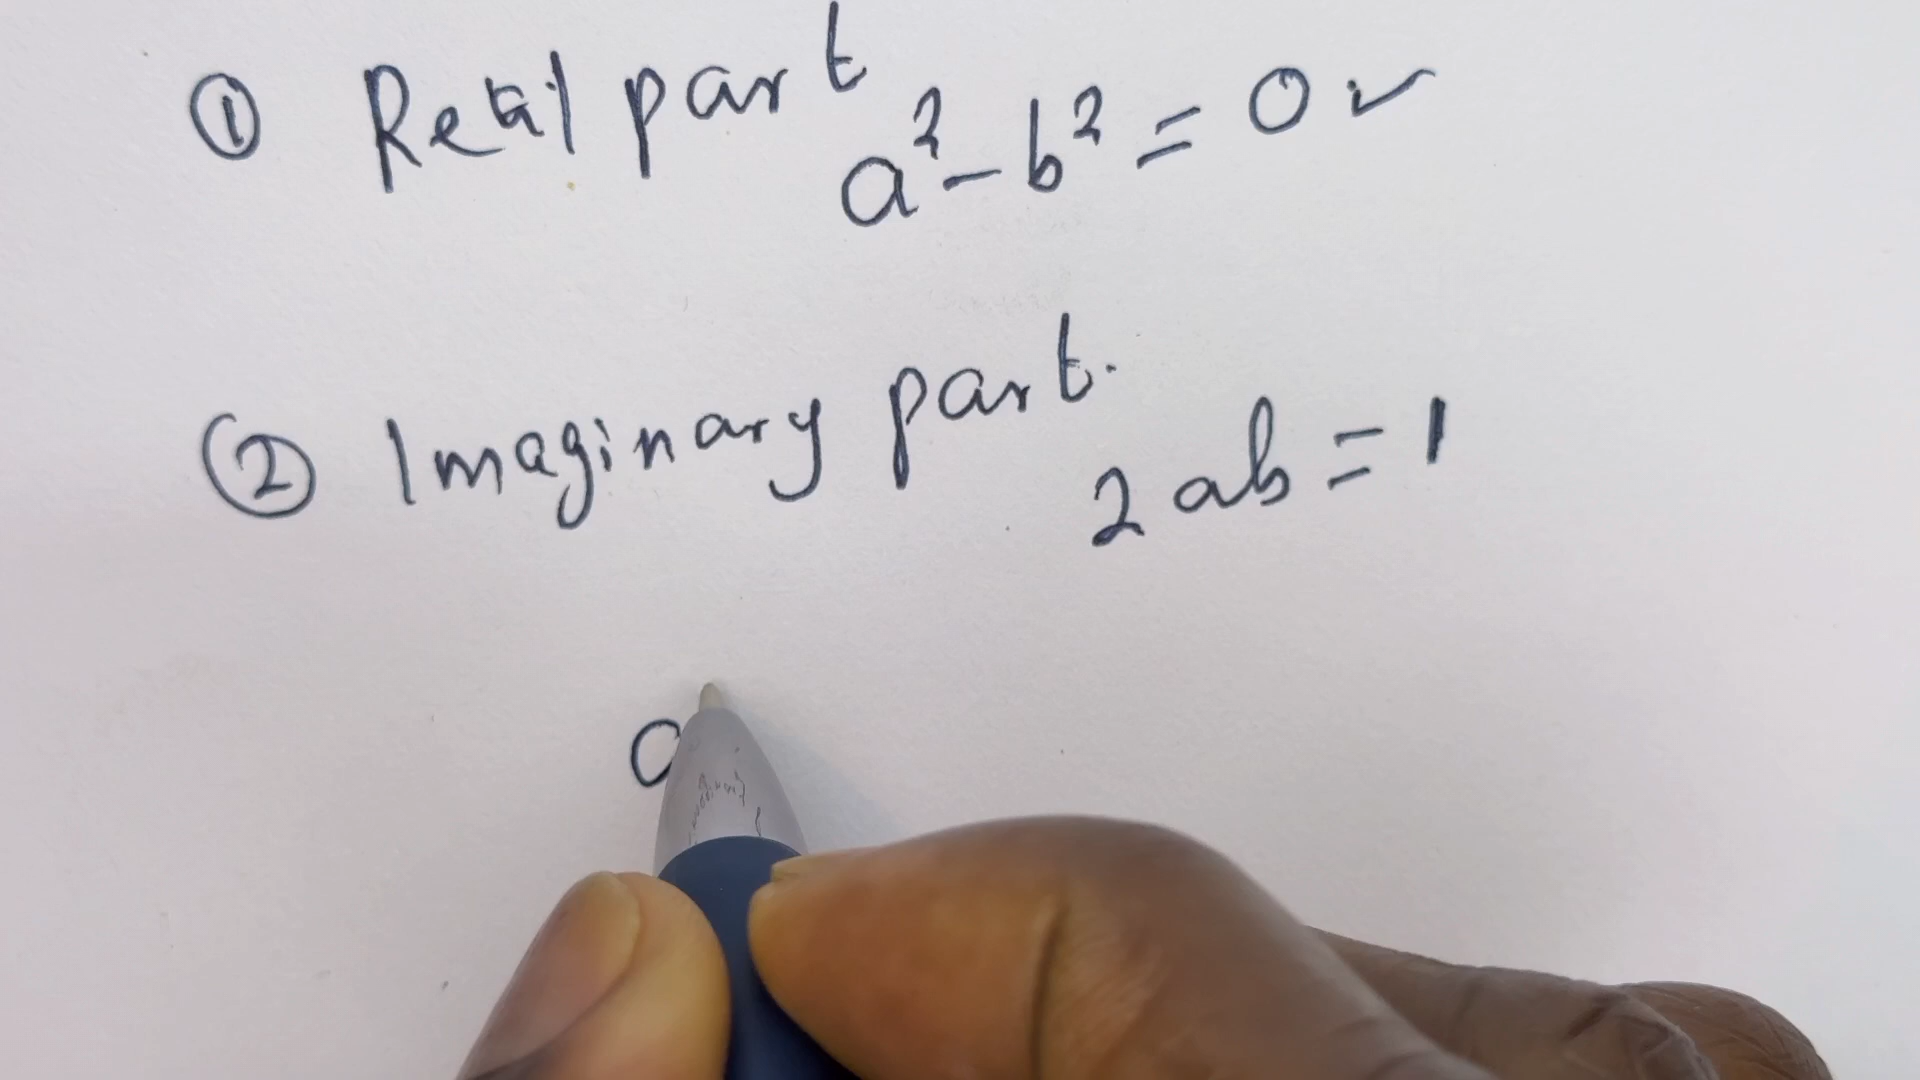 ① Real part
a² - b² = 0 ✓
② Imaginary part.
2ab = 1
a